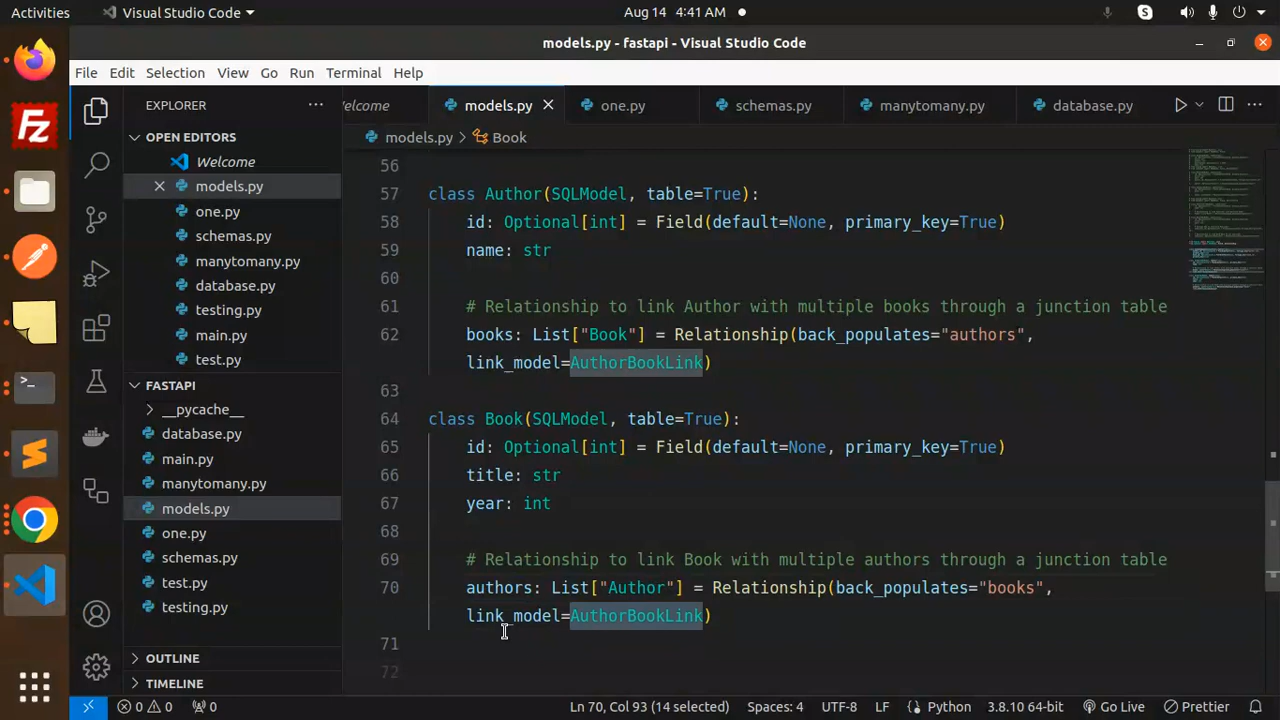 Activities
Visual Studio Code
Aug 14 4:41 AM
models.py - fastapi - Visual Studio Code
File Edit Selection View Go Run Terminal Help
EXPLORER
OPEN EDITORS
Welcome
models.py
one.py
schemas.py
manytomany.py
database.py
testing.py
main.py
test.py
FASTAPI
__pycache__
database.py
main.py
manytomany.py
models.py
one.py
schemas.py
test.py
testing.py
OUTLINE
TIMELINE
elcome models.py one.py schemas.py manytomany.py database.py
models.py > Book
56
57 class Author(SQLModel, table=True):
58 id: Optional[int] = Field(default=None, primary_key=True)
59 name: str
60
61 # Relationship to link Author with multiple books through a junction table
62 books: List["Book"] = Relationship(back_populates="authors",
link_model=AuthorBookLink)
63
64 class Book(SQLModel, table=True):
65 id: Optional[int] = Field(default=None, primary_key=True)
66 title: str
67 year: int
68
69 # Relationship to link Book with multiple authors through a junction table
70 authors: List["Author"] = Relationship(back_populates="books",
link_model=AuthorBookLink)
71
72
0 0 0 Ln 70, Col 93 (14 selected) Spaces: 4 UTF-8 LF Python 3.8.10 64-bit Go Live Prettier